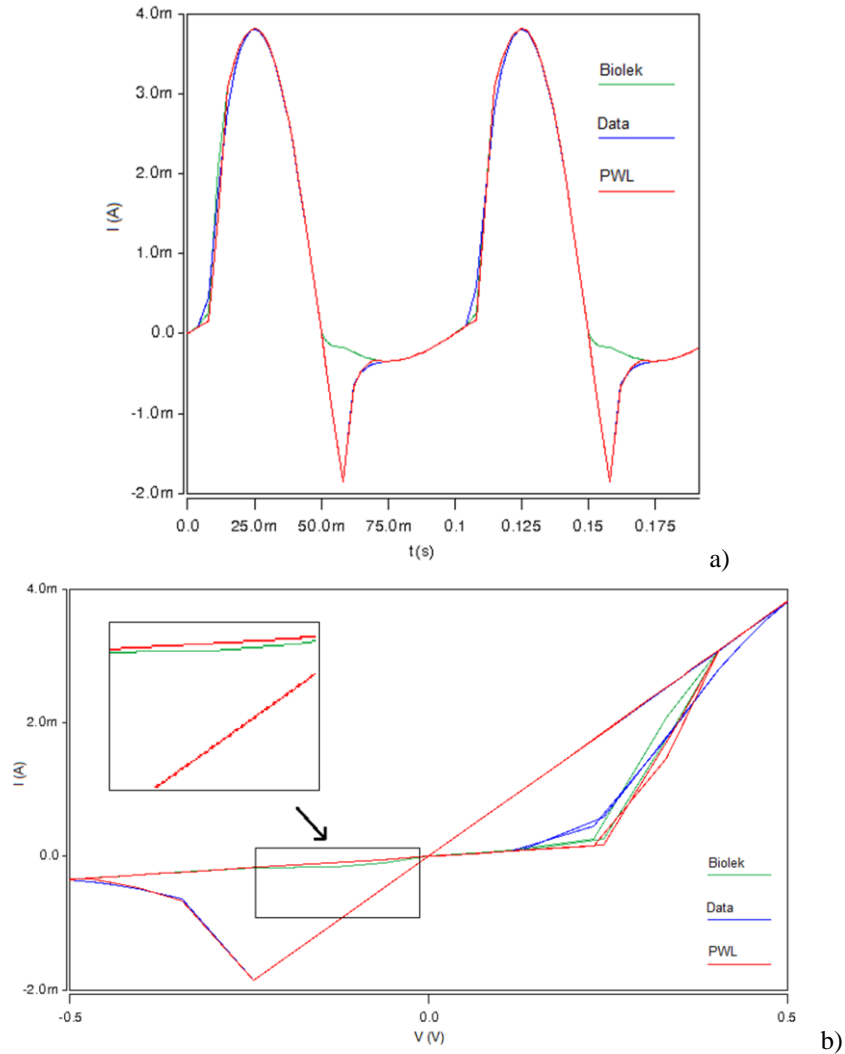 4.0m
3.0m
2.0m
1.0m
0.0
-1.0m
-2.0m
I (A)
Biolek
Data
PWL
0.0 25.0m 50.0m 75.0m 0.1 0.125 0.15 0.175
t(s)
a)
4.0m
2.0m
0.0
-2.0m
I (A)
Biolek
Data
PWL
-0.5 0.0 0.5
V (V)
b)